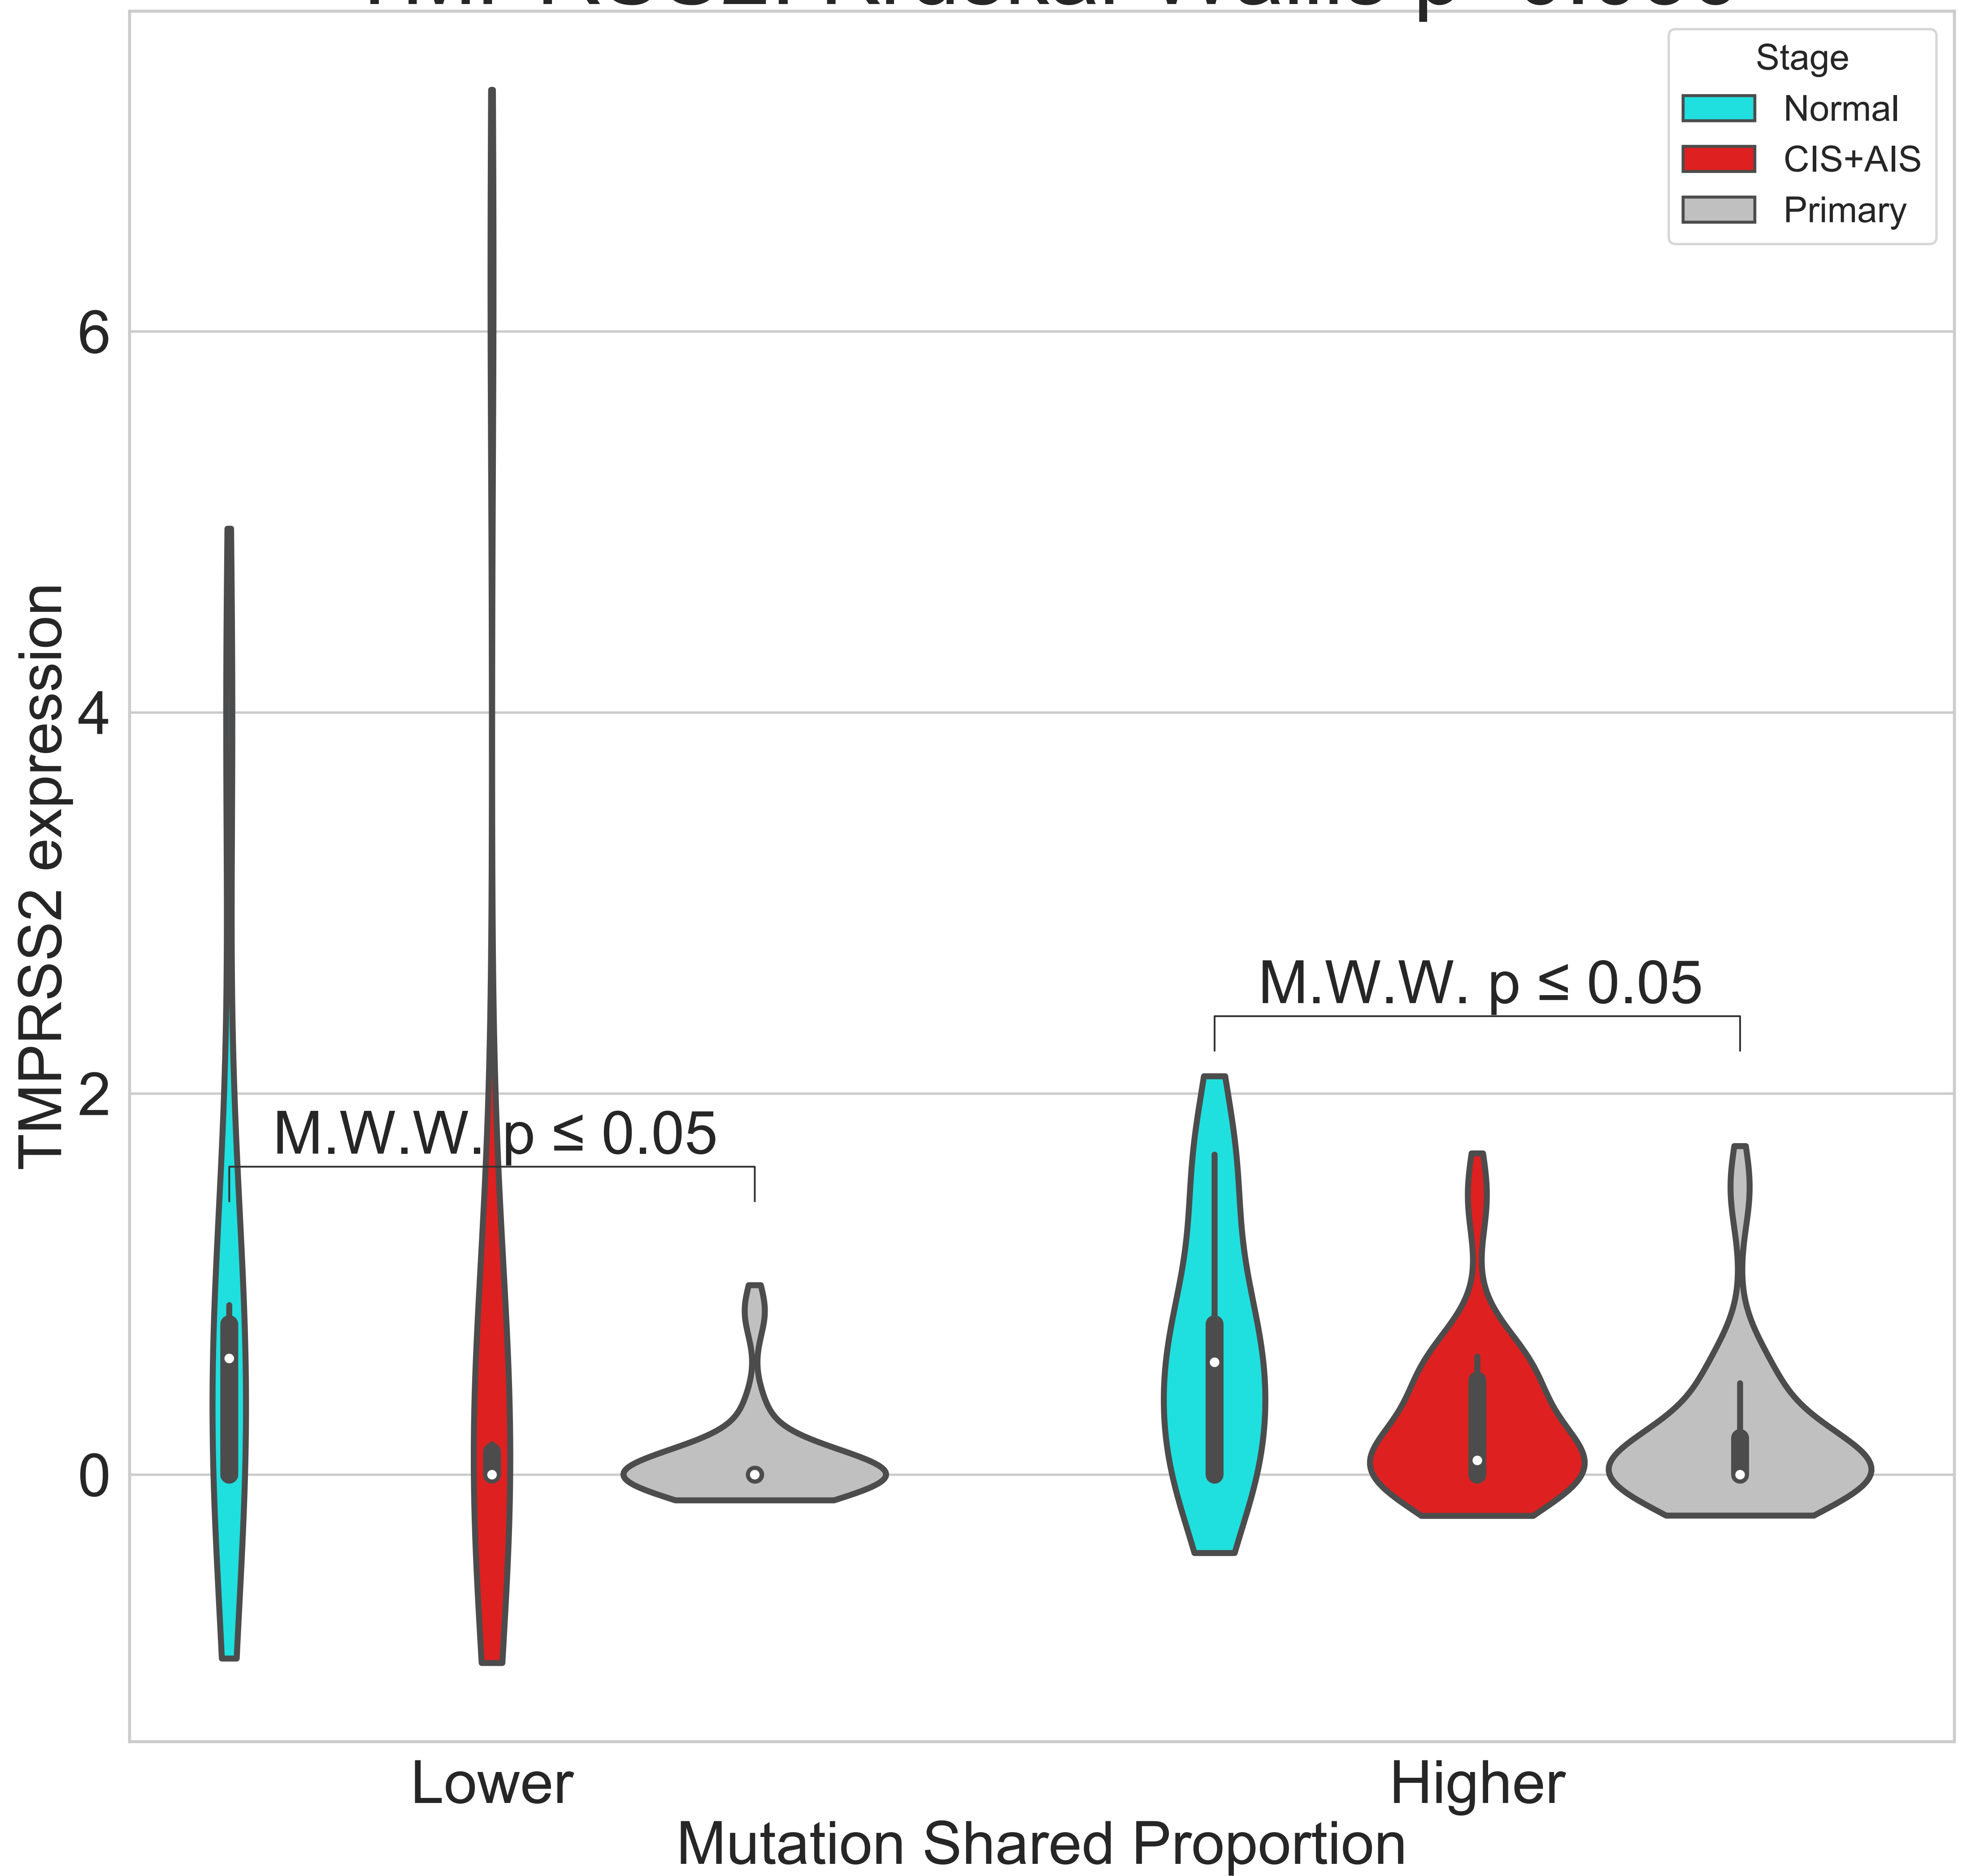 Stage
Normal
CIS+AIS
Primary
6
4
2
0
TMPRSS2 expression
M.W.W. p ≤ 0.05
M.W.W. p ≤ 0.05
Lower
Higher
Mutation Shared Proportion